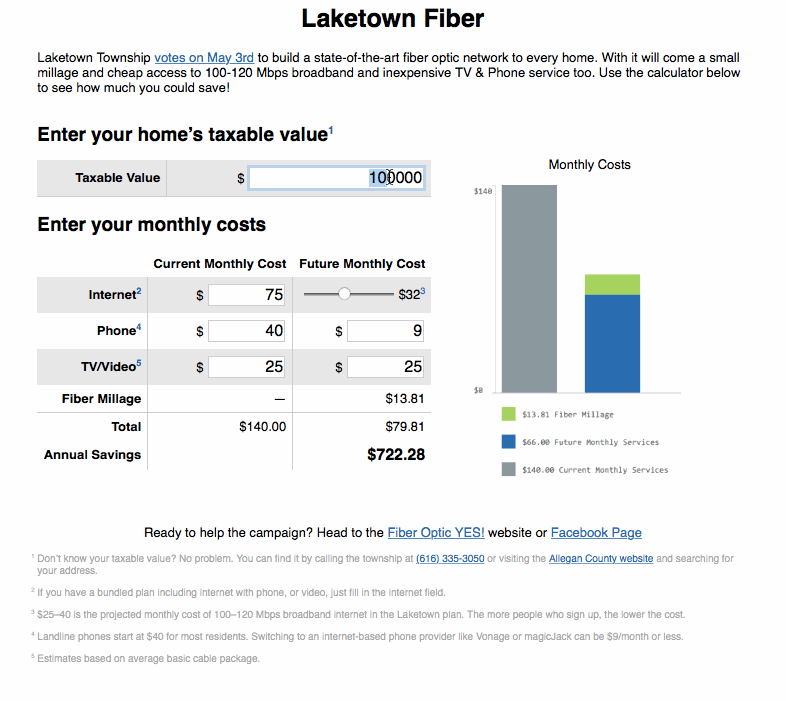 Laketown Fiber
Laketown Township votes on May 3rd to build a state-of-the-art fiber optic network to every home. With it will come a small
millage and cheap access to 100-120 Mbps broadband and inexpensive TV & Phone service too. Use the calculator below
to see how much you could save!
Enter your home's taxable value¹
Taxable Value $ 100000
Enter your monthly costs
Current Monthly Cost Future Monthly Cost
Internet² $ 75 $32³
Phone⁴ $ 40 $ 9
TV/Video⁵ $ 25 $ 25
Fiber Millage — $13.81
Total $140.00 $79.81
Annual Savings $722.28
Monthly Costs
$140
$0
$13.81 Fiber Millage
$66.00 Future Monthly Services
$140.00 Current Monthly Services
Ready to help the campaign? Head to the Fiber Optic YES! website or Facebook Page
¹ Don't know your taxable value? No problem. You can find it by calling the township at (616) 335-3050 or visiting the Allegan County website and searching for
your address.
² If you have a bundled plan including internet with phone, or video, just fill in the internet field.
³ $25–40 is the projected monthly cost of 100–120 Mbps broadband internet in the Laketown plan. The more people who sign up, the lower the cost.
⁴ Landline phones start at $40 for most residents. Switching to an internet-based phone provider like Vonage or magicJack can be $9/month or less.
⁵ Estimates based on average basic cable package.